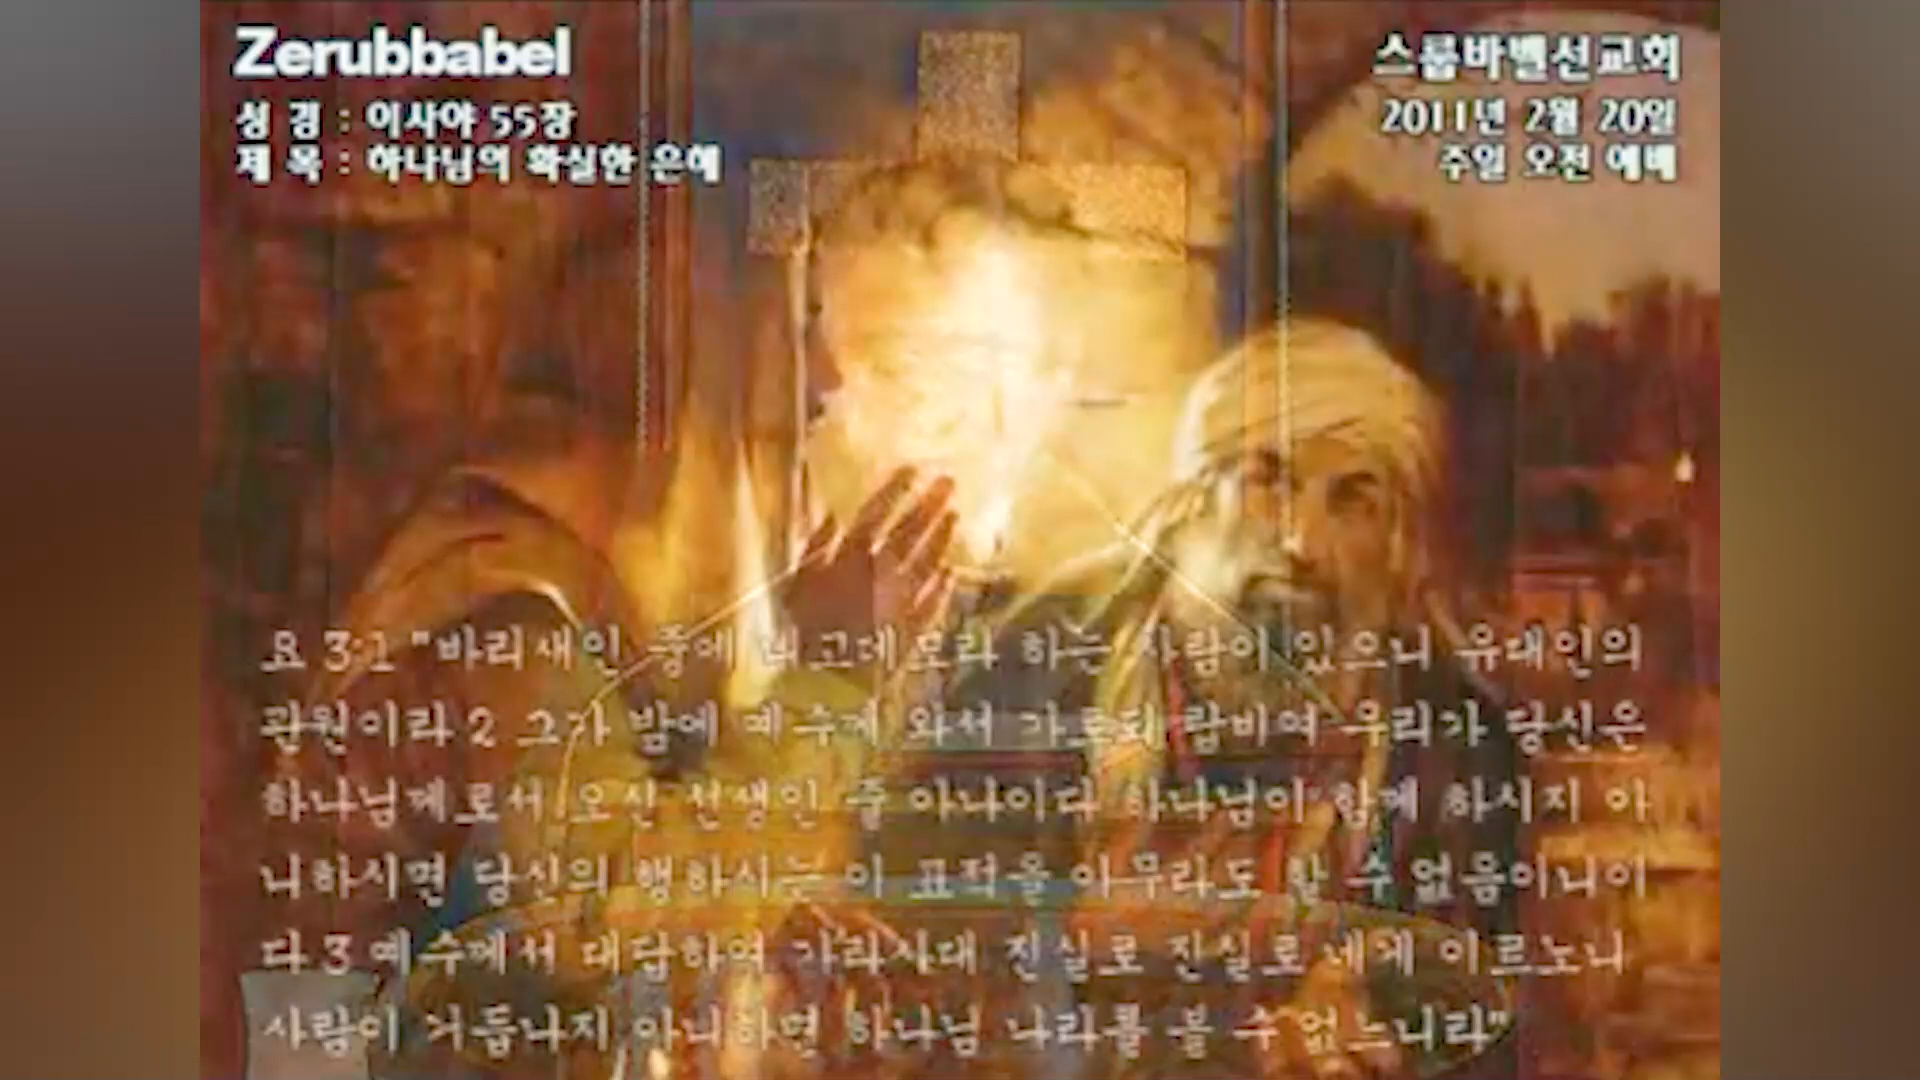 Zerubbabel
성 경 : 이사야 55장
제 목 : 하나님의 확실한 은혜
스룹바벨선교회
2011년 2월 20일
주일 오전 예배
요 3:1 "바리새인 중에 니고데모라 하는 사람이 있으니 유대인의
관원이라 2 그가 밤에 예수께 와서 가로되 랍비여 우리가 당신은
하나님께로서 오신 선생인 줄 아나이다 하나님이 함께 하시지 아
니하시면 당신의 행하시는 이 표적을 아무라도 할 수 없음이니이
다 3 예수께서 대답하여 가라사대 진실로 진실로 네게 이르노니
사람이 거듭나지 아니하면 하나님 나라를 볼 수 없느니라"